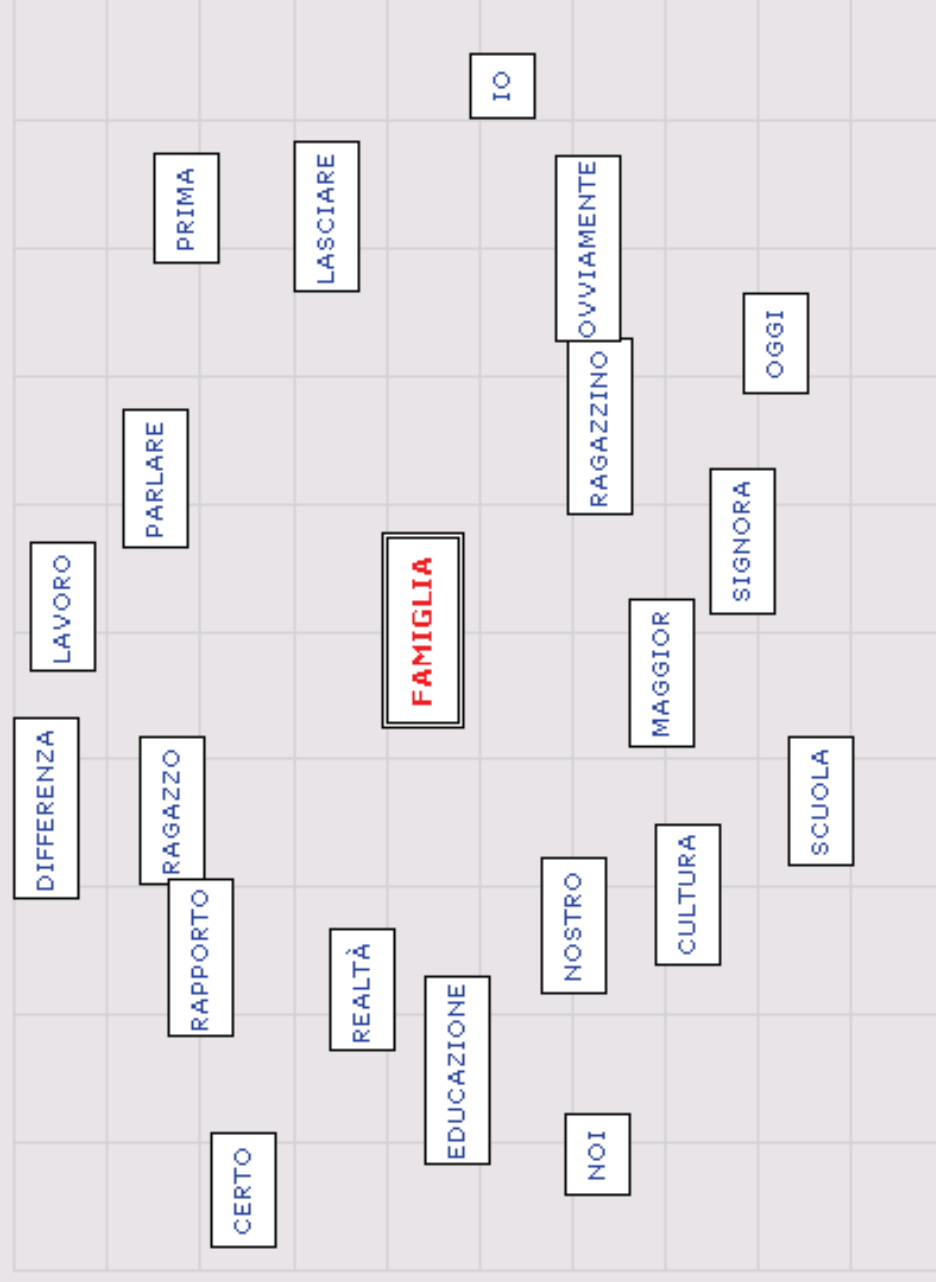 DIFFERENZA
LAVORO
PARLARE
RAGAZZO
PRIMA
RAPPORTO
CERTO
LASCIARE
REALTÀ
FAMIGLIA
EDUCAZIONE
IO
NOSTRO
OVVIAMENTE
NOI
RAGAZZINO
MAGGIOR
CULTURA
SIGNORA
OGGI
SCUOLA